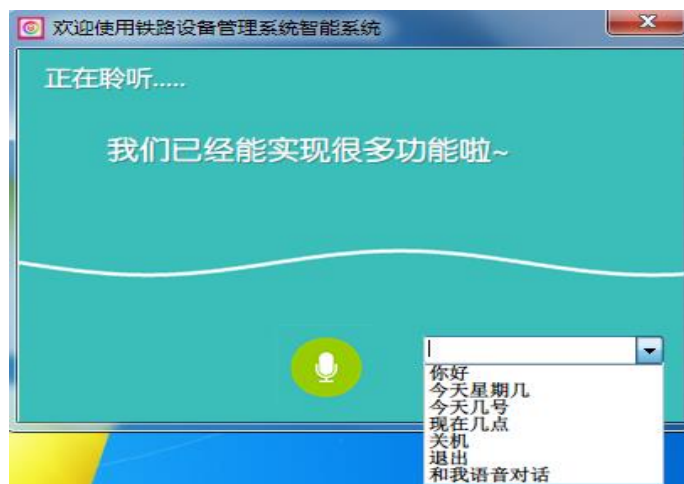 欢迎使用铁路设备管理系统智能系统
正在聆听.....
我们已经能实现很多功能啦~
你好
今天星期几
今天几号
现在几点
关机
退出
和我语音对话